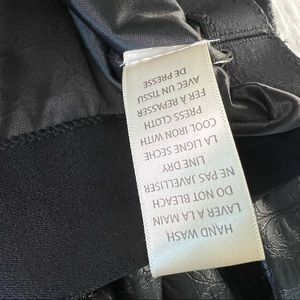 HAND WASH
LAVER A LA MAIN
DO NOT BLEACH
NE PAS JAVELLISER
LINE DRY
LA LIGNE SECHE
COOL IRON WITH
PRESS CLOTH
FER À REPASSER
AVEC UN TISSU
DE PRESSE